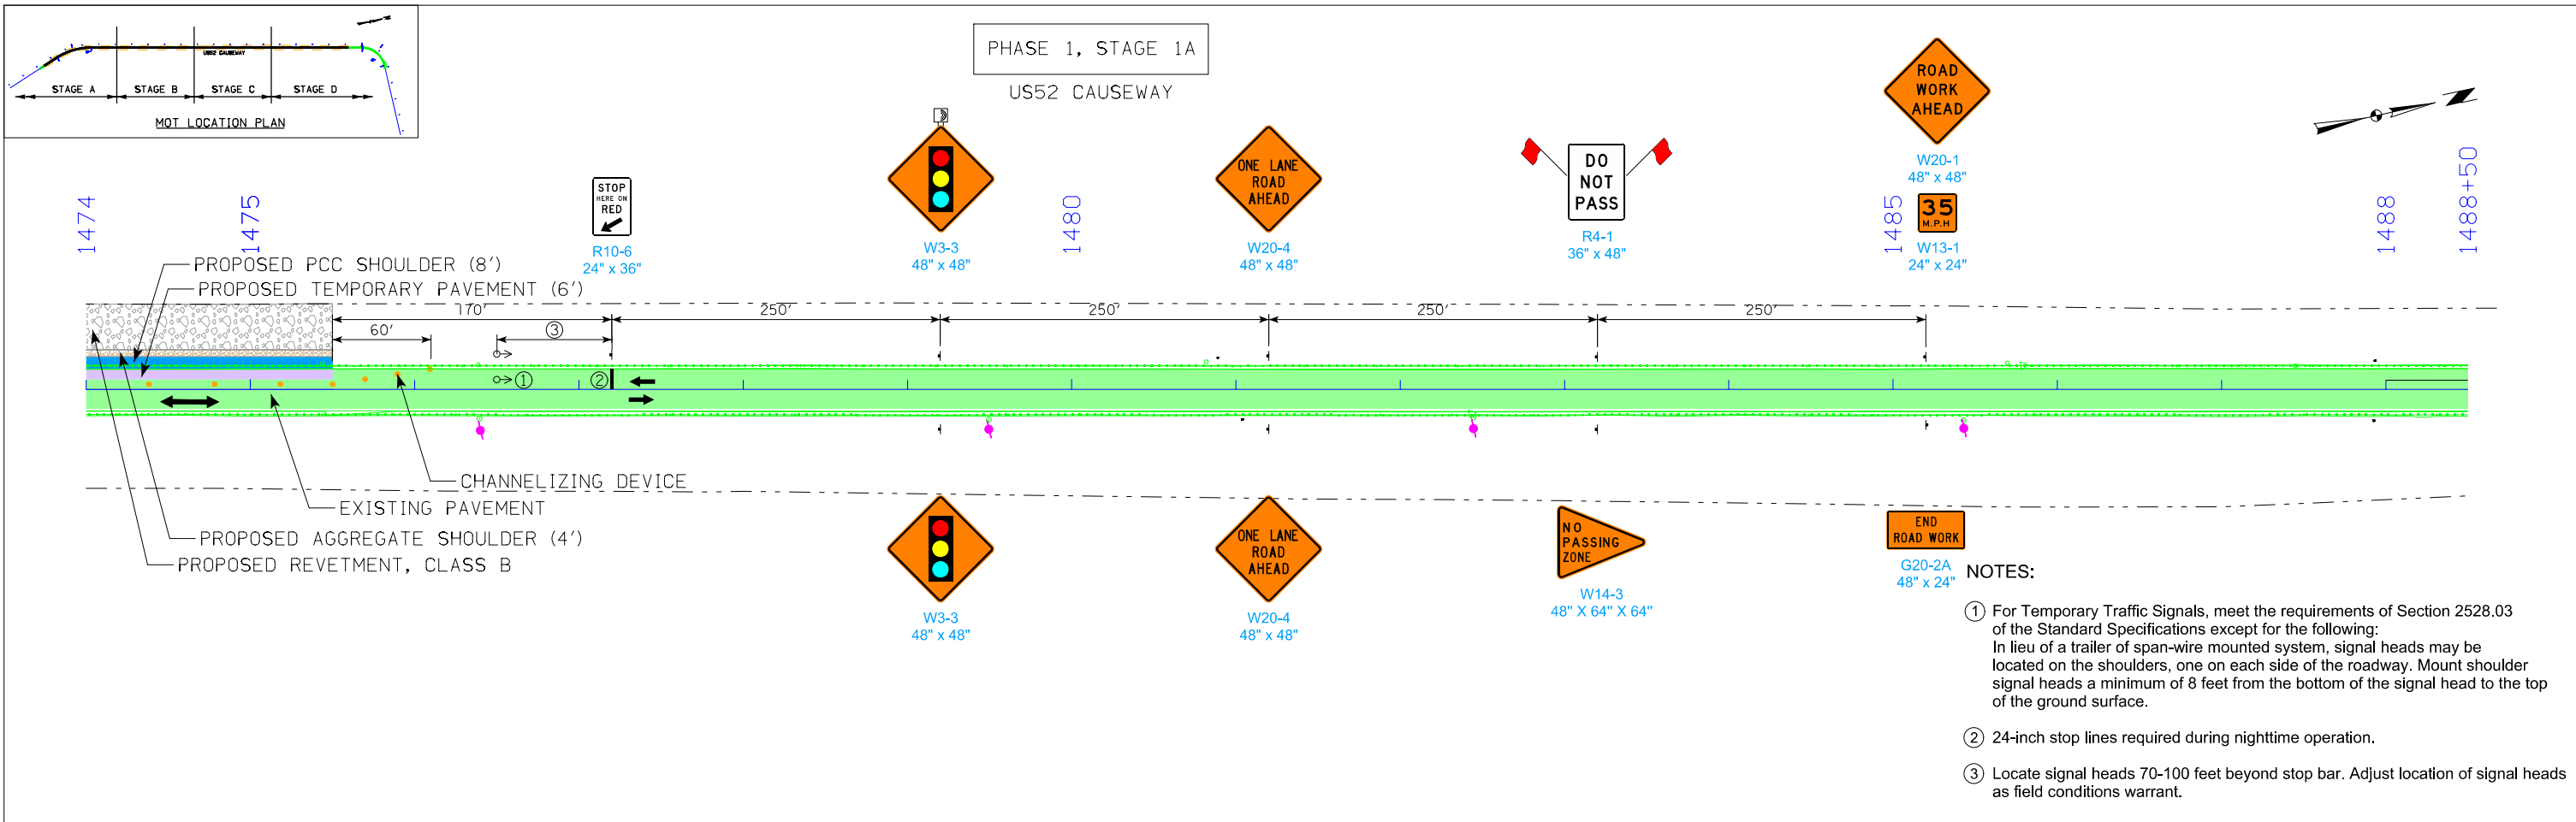 US52 CAUSEWAY
STAGE A
STAGE B
STAGE C
STAGE D
MOT LOCATION PLAN
PHASE 1, STAGE 1A
US52 CAUSEWAY
1474
1475
1480
1485
1488
1488+50
STOP
HERE ON
RED
R10-6
24" x 36"
W3-3
48" x 48"
ONE LANE
ROAD
AHEAD
W20-4
48" x 48"
DO
NOT
PASS
R4-1
36" x 48"
ROAD
WORK
AHEAD
W20-1
48" x 48"
35
M.P.H
W13-1
24" x 24"
PROPOSED PCC SHOULDER (8')
PROPOSED TEMPORARY PAVEMENT (6')
170'
250'
250'
250'
250'
60'
3
1
2
CHANNELIZING DEVICE
EXISTING PAVEMENT
PROPOSED AGGREGATE SHOULDER (4')
PROPOSED REVETMENT, CLASS B
W3-3
48" x 48"
ONE LANE
ROAD
AHEAD
W20-4
48" x 48"
NO
PASSING
ZONE
W14-3
48" X 64" X 64"
END
ROAD WORK
G20-2A
48" x 24"
NOTES:
1 For Temporary Traffic Signals, meet the requirements of Section 2528.03
of the Standard Specifications except for the following:
In lieu of a trailer of span-wire mounted system, signal heads may be
located on the shoulders, one on each side of the roadway. Mount shoulder
signal heads a minimum of 8 feet from the bottom of the signal head to the top
of the ground surface.
2 24-inch stop lines required during nighttime operation.
3 Locate signal heads 70-100 feet beyond stop bar. Adjust location of signal heads
as field conditions warrant.